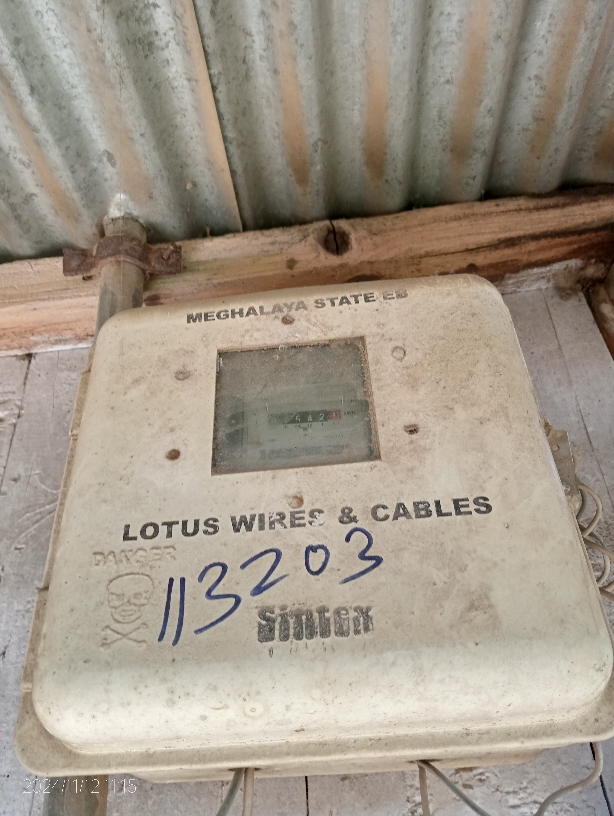 MEGHALAYA STATE EB
LOTUS WIRES & CABLES
DANGER
113203
Sintex